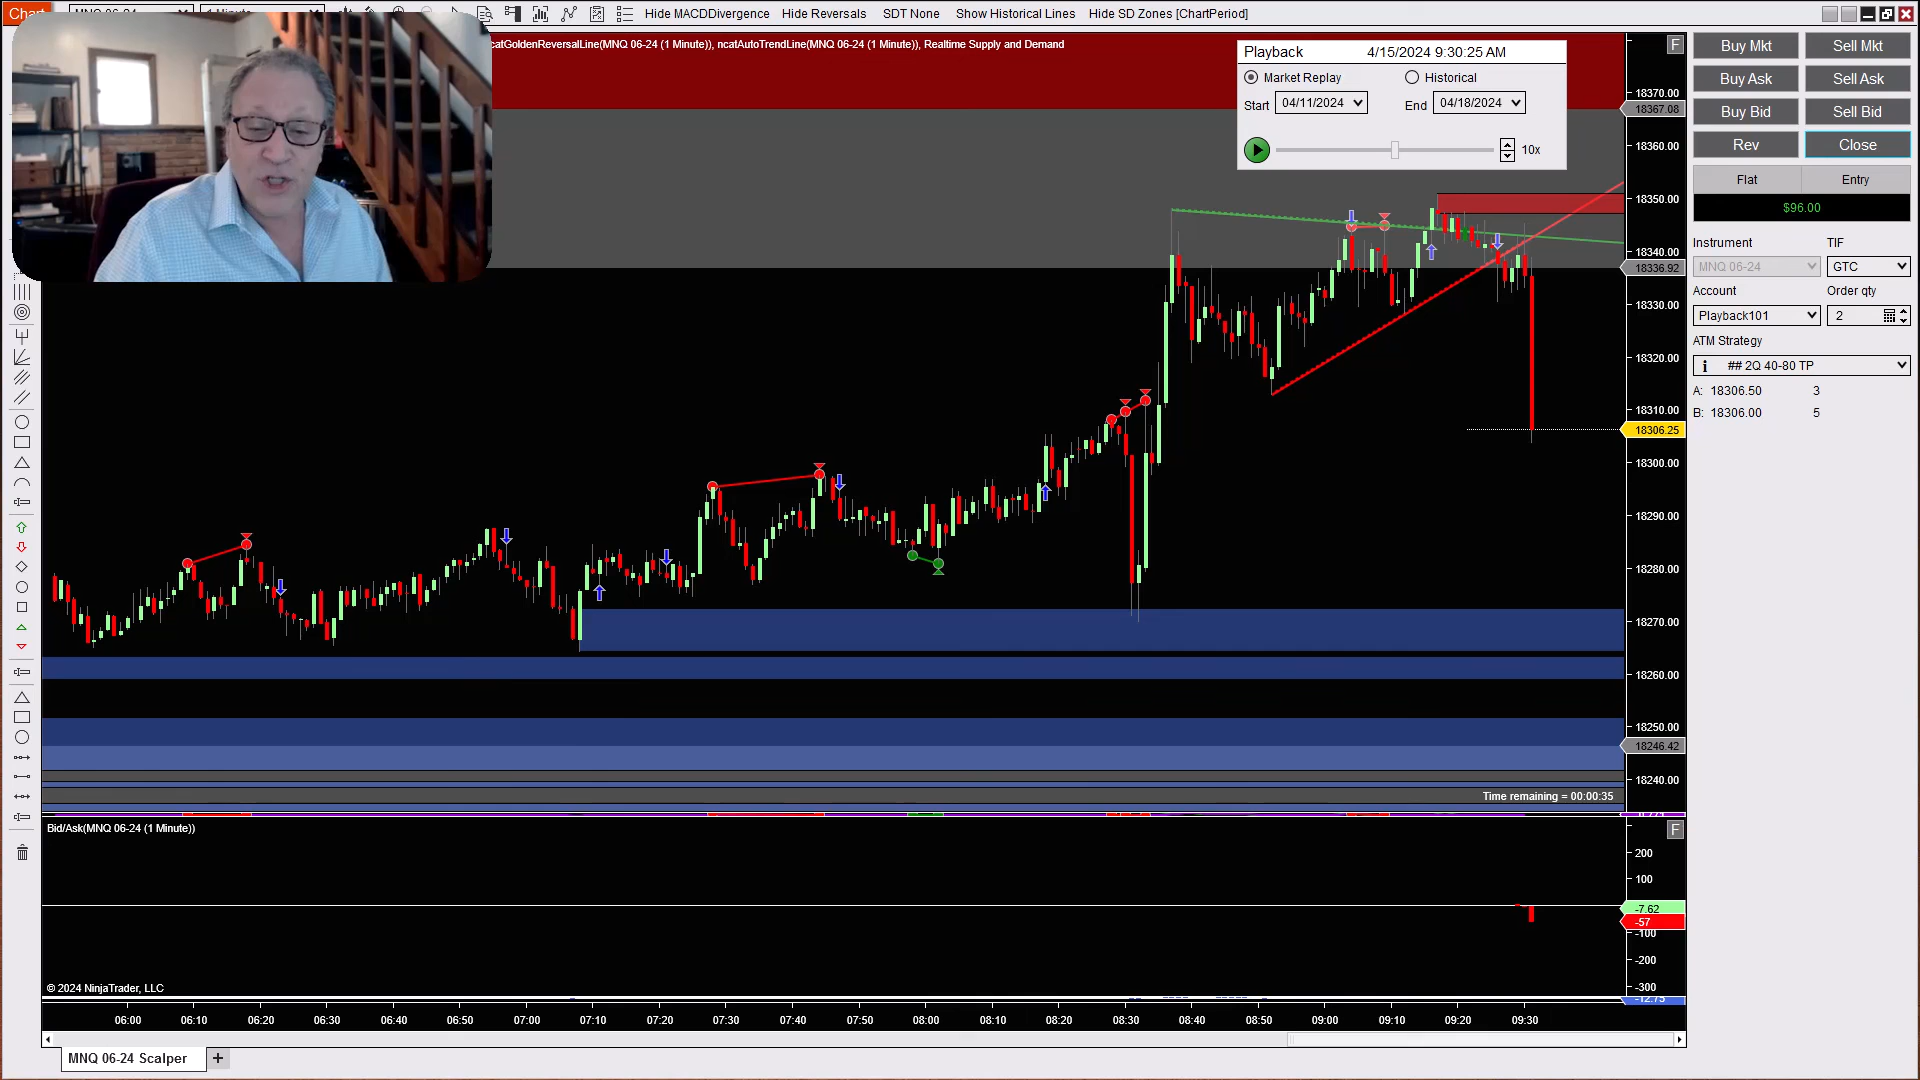 Chart
MNQ 06-24
1 Minute
Hide MACDDivergence
Hide Reversals
SDT None
Show Historical Lines
Hide SD Zones [ChartPeriod]
catGoldenReversalLine(MNQ 06-24 (1 Minute)), ncatAutoTrendLine(MNQ 06-24 (1 Minute)), Realtime Supply and Demand
F
Playback
4/15/2024 9:30:25 AM
Market Replay
Historical
Start
04/11/2024
End
04/18/2024
10x
18370.00
18367.08
18360.00
18350.00
18340.00
18336.92
18330.00
18320.00
18310.00
18306.25
18300.00
18290.00
18280.00
18270.00
18260.00
18250.00
18246.42
18240.00
Time remaining = 00:00:35
Bid/Ask(MNQ 06-24 (1 Minute))
F
200
100
-7.62
-57
-100
-200
-300
-12.75
© 2024 NinjaTrader, LLC
06:00
06:10
06:20
06:30
06:40
06:50
07:00
07:10
07:20
07:30
07:40
07:50
08:00
08:10
08:20
08:30
08:40
08:50
09:00
09:10
09:20
09:30
MNQ 06-24 Scalper
+
Buy Mkt
Sell Mkt
Buy Ask
Sell Ask
Buy Bid
Sell Bid
Rev
Close
Flat
Entry
$96.00
Instrument
TIF
MNQ 06-24
GTC
Account
Order qty
Playback101
2
ATM Strategy
## 2Q 40-80 TP
A: 18306.50 3
B: 18306.00 5